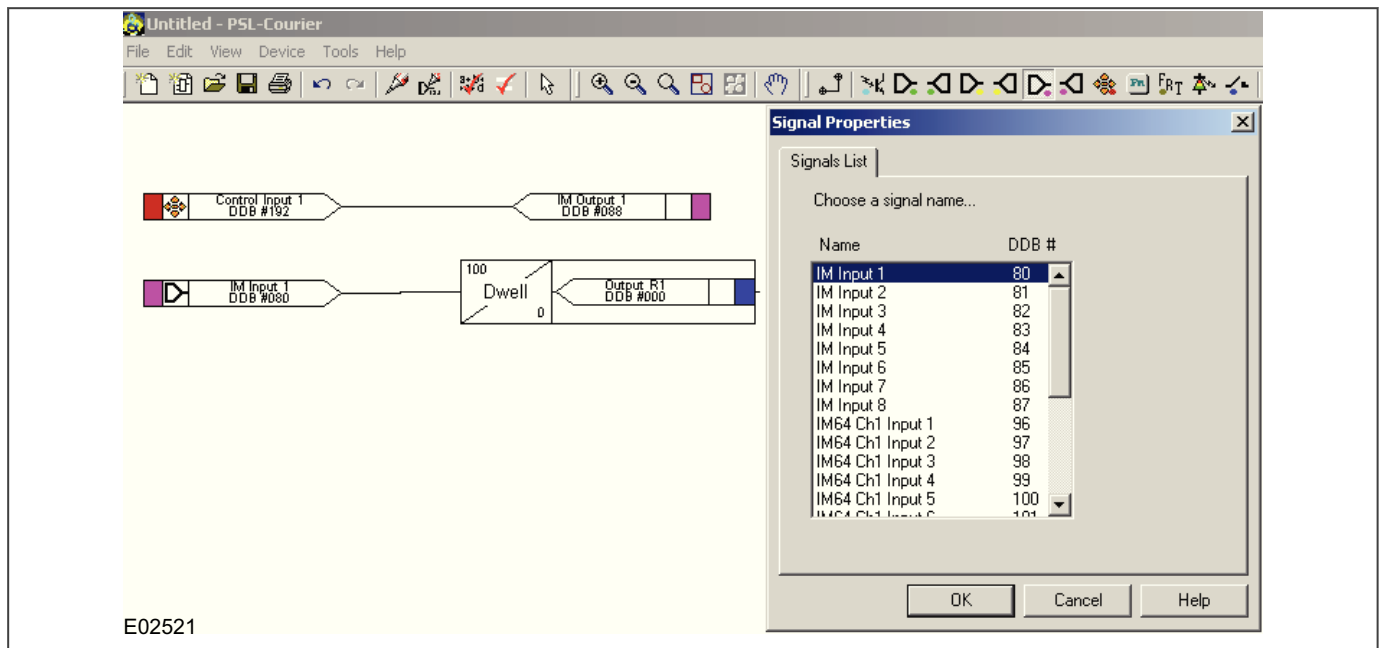 Untitled - PSL-Courier
File Edit View Device Tools Help
Signal Properties
Signals List
Choose a signal name...
Name DDB #
IM Input 1 80
IM Input 2 81
IM Input 3 82
IM Input 4 83
IM Input 5 84
IM Input 6 85
IM Input 7 86
IM Input 8 87
IM64 Ch1 Input 1 96
IM64 Ch1 Input 2 97
IM64 Ch1 Input 3 98
IM64 Ch1 Input 4 99
IM64 Ch1 Input 5 100
OK Cancel Help
Control Input 1
DDB #192
IM Output 1
DDB #088
IM Input 1
DDB #080
100
Dwell
0
Output R1
DDB #000
E02521